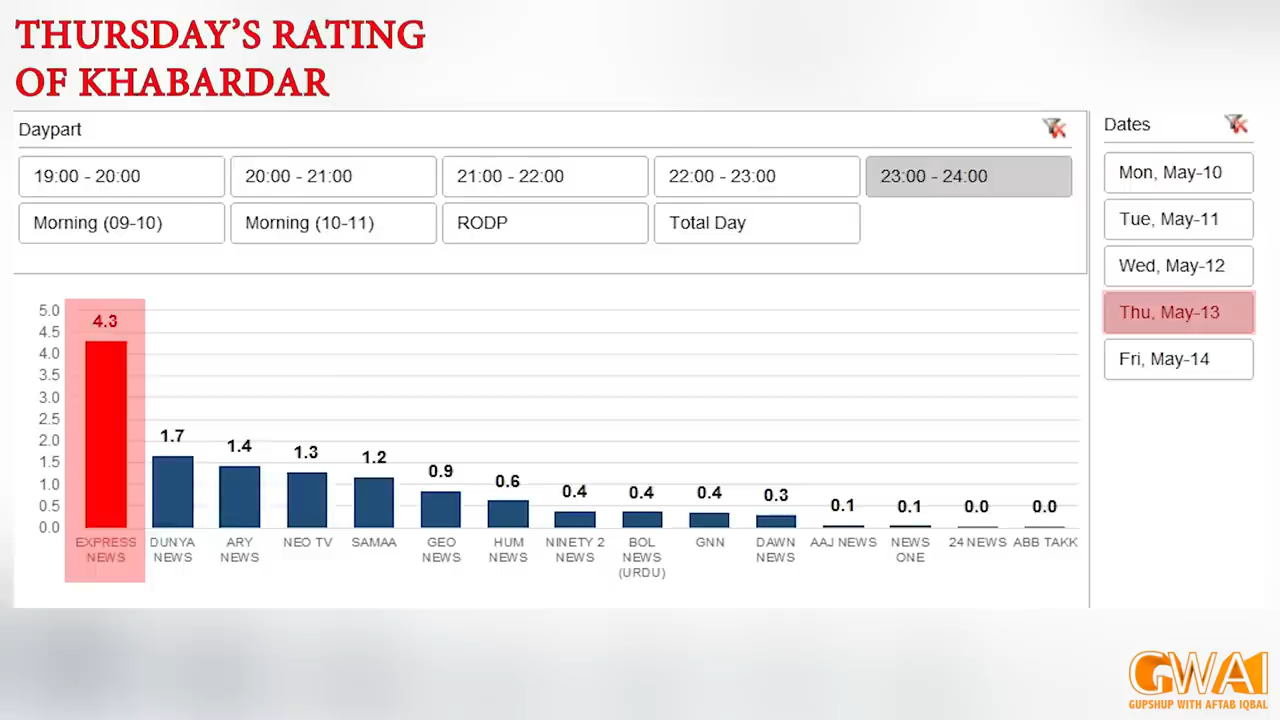 THURSDAY'S RATING
OF KHABARDAR
Daypart
19:00 - 20:00
20:00 - 21:00
21:00 - 22:00
22:00 - 23:00
23:00 - 24:00
Morning (09-10)
Morning (10-11)
RODP
Total Day
Dates
Mon, May-10
Tue, May-11
Wed, May-12
Thu, May-13
Fri, May-14
5.0
4.5
4.0
3.5
3.0
2.5
2.0
1.5
1.0
0.5
0.0
4.3
1.7
1.4
1.3
1.2
0.9
0.6
0.4
0.4
0.4
0.3
0.1
0.1
0.0
0.0
EXPRESS
NEWS
DUNYA
NEWS
ARY
NEWS
NEO TV
SAMAA
GEO
NEWS
HUM
NEWS
NINETY 2
NEWS
BOL
NEWS
(URDU)
GNN
DAWN
NEWS
AAJ NEWS
NEWS
ONE
24 NEWS
ABB TAKK
GWAI
GUPSHUP WITH AFTAB IQBAL